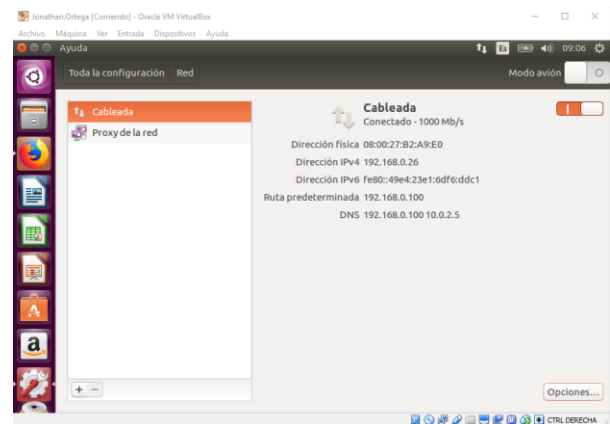 Jonathan.Ortega [Corriendo] - Oracle VM VirtualBox
Archivo Máquina Ver Entrada Dispositivos Ayuda
Ayuda Es 09:06
Toda la configuración Red Modo avión
Cableada
Proxy de la red
Cableada
Conectado - 1000 Mb/s
Dirección física 08:00:27:B2:A9:E0
Dirección IPv4 192.168.0.26
Dirección IPv6 fe80::49e4:23e1:6df6:ddc1
Ruta predeterminada 192.168.0.100
DNS 192.168.0.100 10.0.2.5
Opciones...
CTRL DERECHA